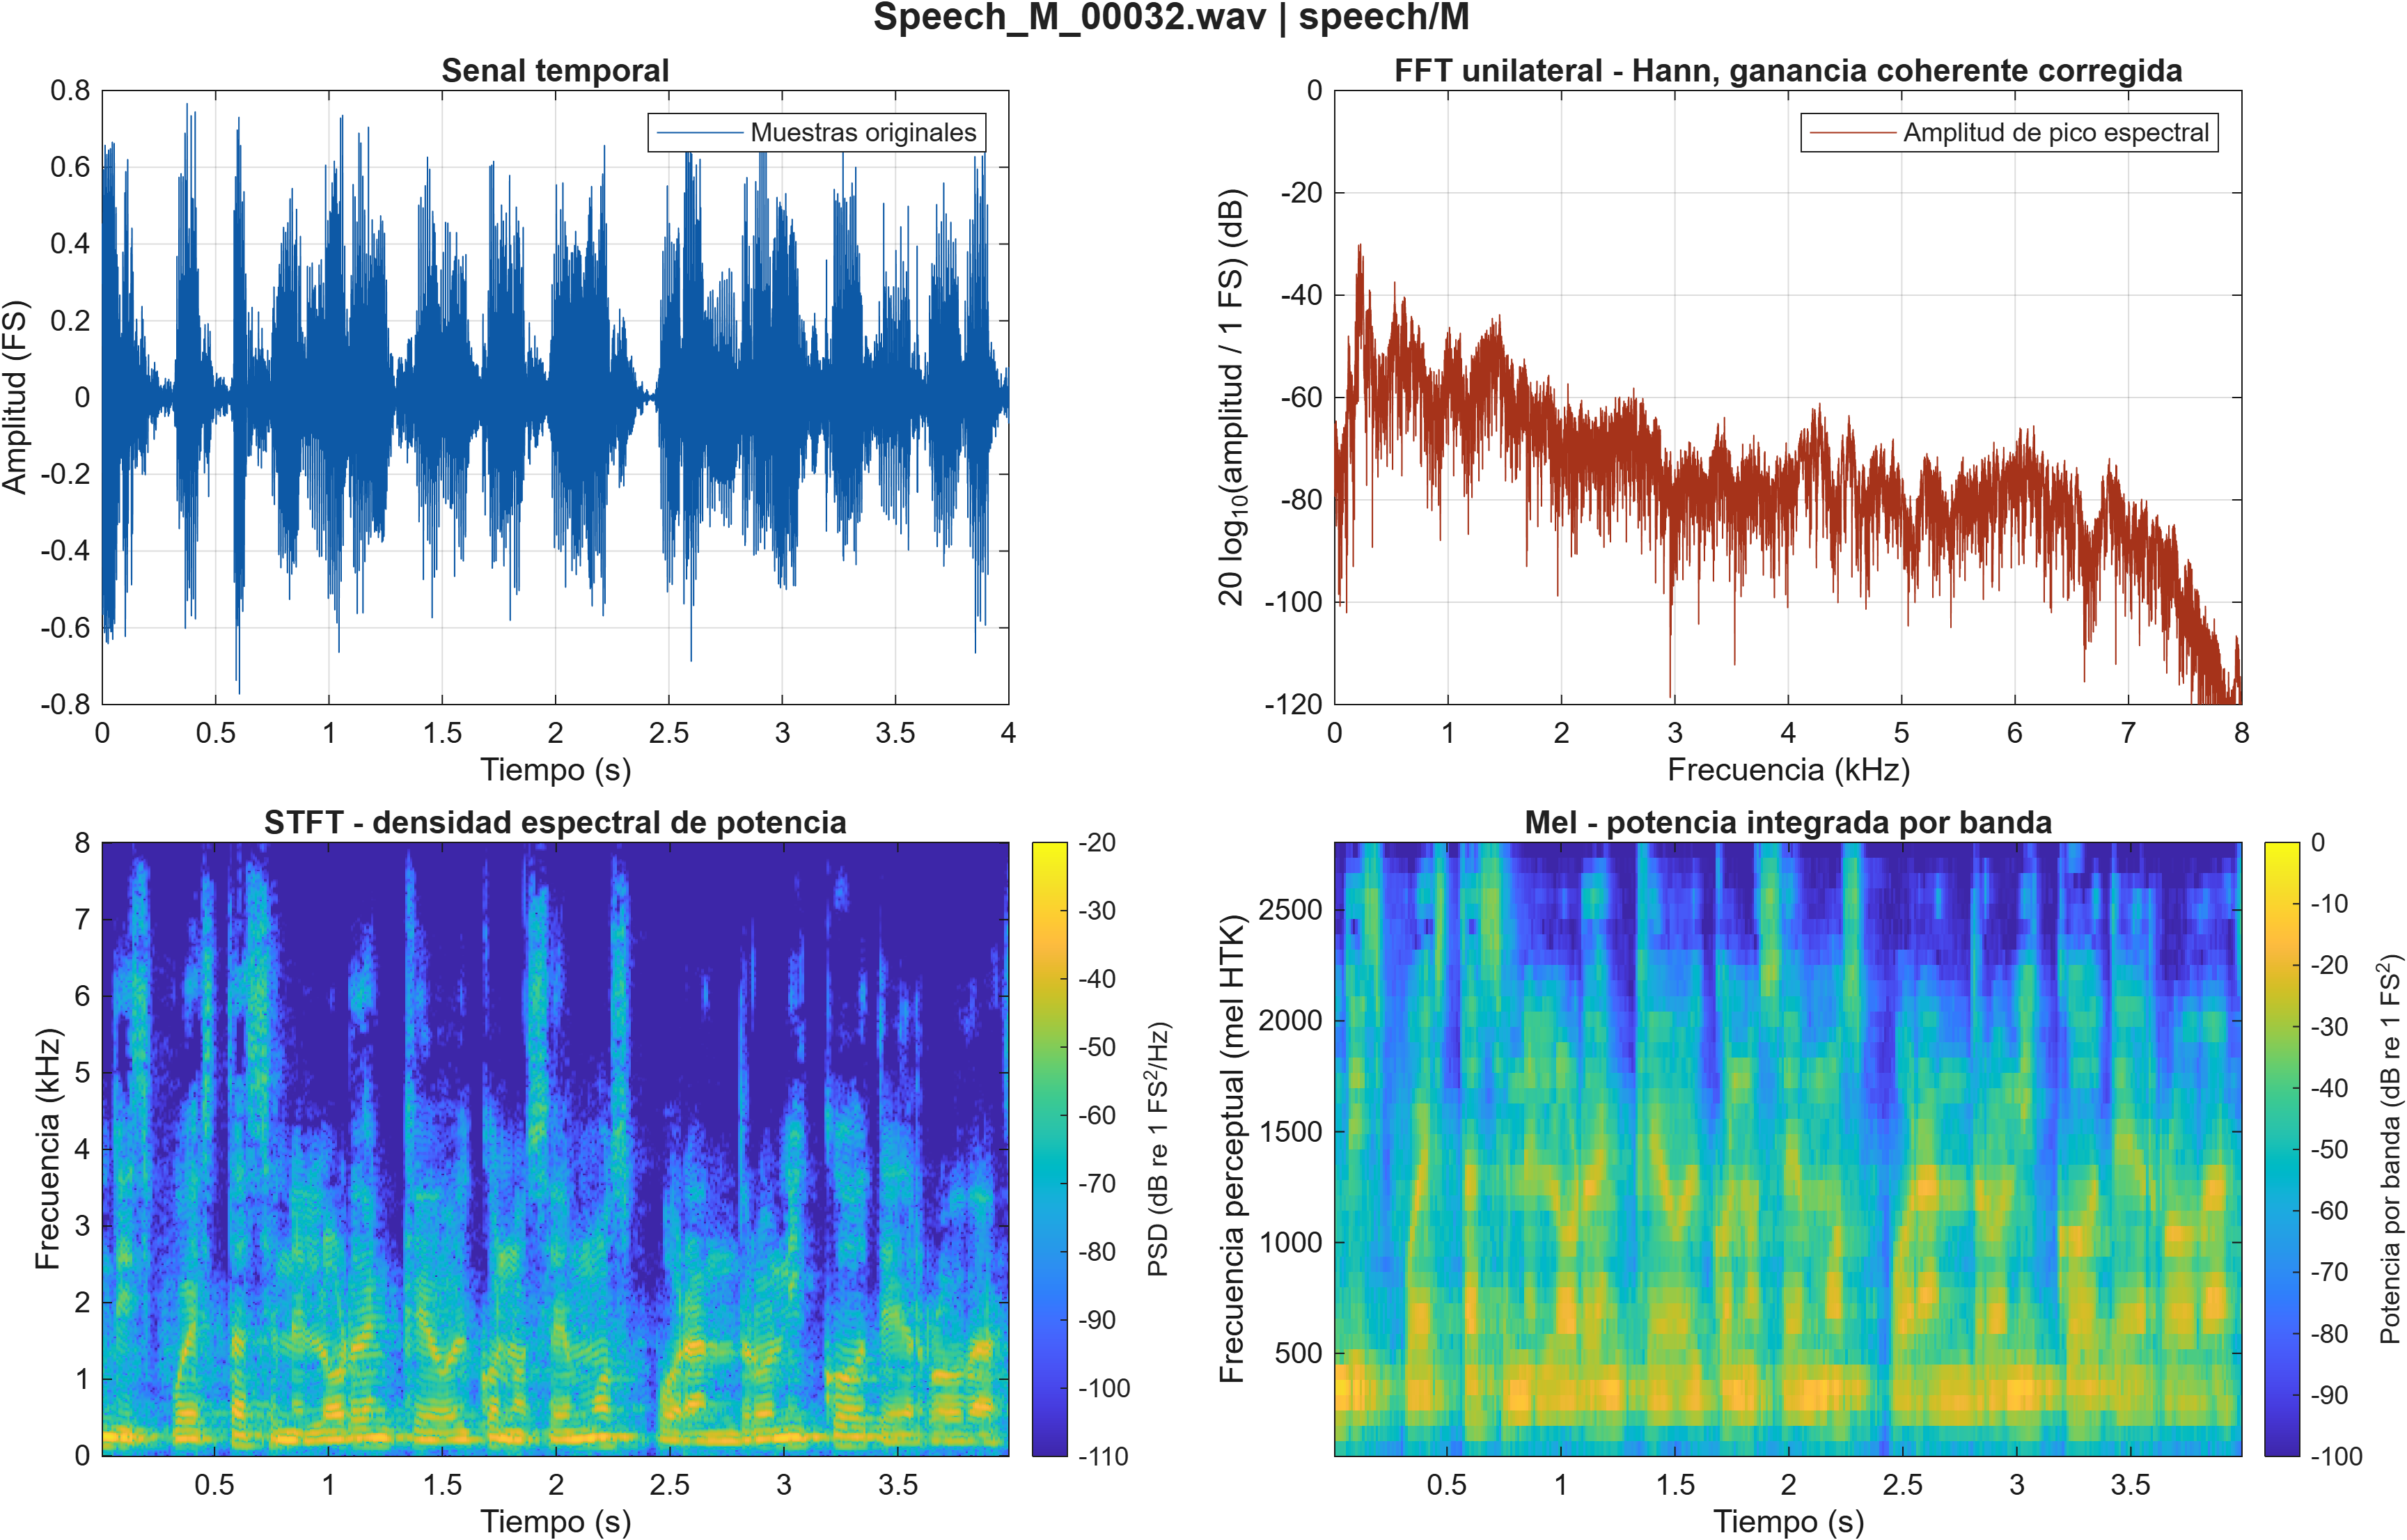 Speech_M_00032.wav | speech/M
Senal temporal
0.8
0.6
0.4
0.2
0
-0.2
-0.4
-0.6
-0.8
Amplitud (FS)
Muestras originales
0 0.5 1 1.5 2 2.5 3 3.5 4
Tiempo (s)
FFT unilateral - Hann, ganancia coherente corregida
0
-20
-40
-60
-80
-100
-120
20 log10(amplitud / 1 FS) (dB)
Amplitud de pico espectral
0 1 2 3 4 5 6 7 8
Frecuencia (kHz)
STFT - densidad espectral de potencia
8
7
6
5
4
3
2
1
0
Frecuencia (kHz)
0.5 1 1.5 2 2.5 3 3.5
Tiempo (s)
-20
-30
-40
-50
-60
-70
-80
-90
-100
-110
PSD (dB re 1 FS²/Hz)
Mel - potencia integrada por banda
2500
2000
1500
1000
500
Frecuencia perceptual (mel HTK)
0.5 1 1.5 2 2.5 3 3.5
Tiempo (s)
0
-10
-20
-30
-40
-50
-60
-70
-80
-90
-100
Potencia por banda (dB re 1 FS²)